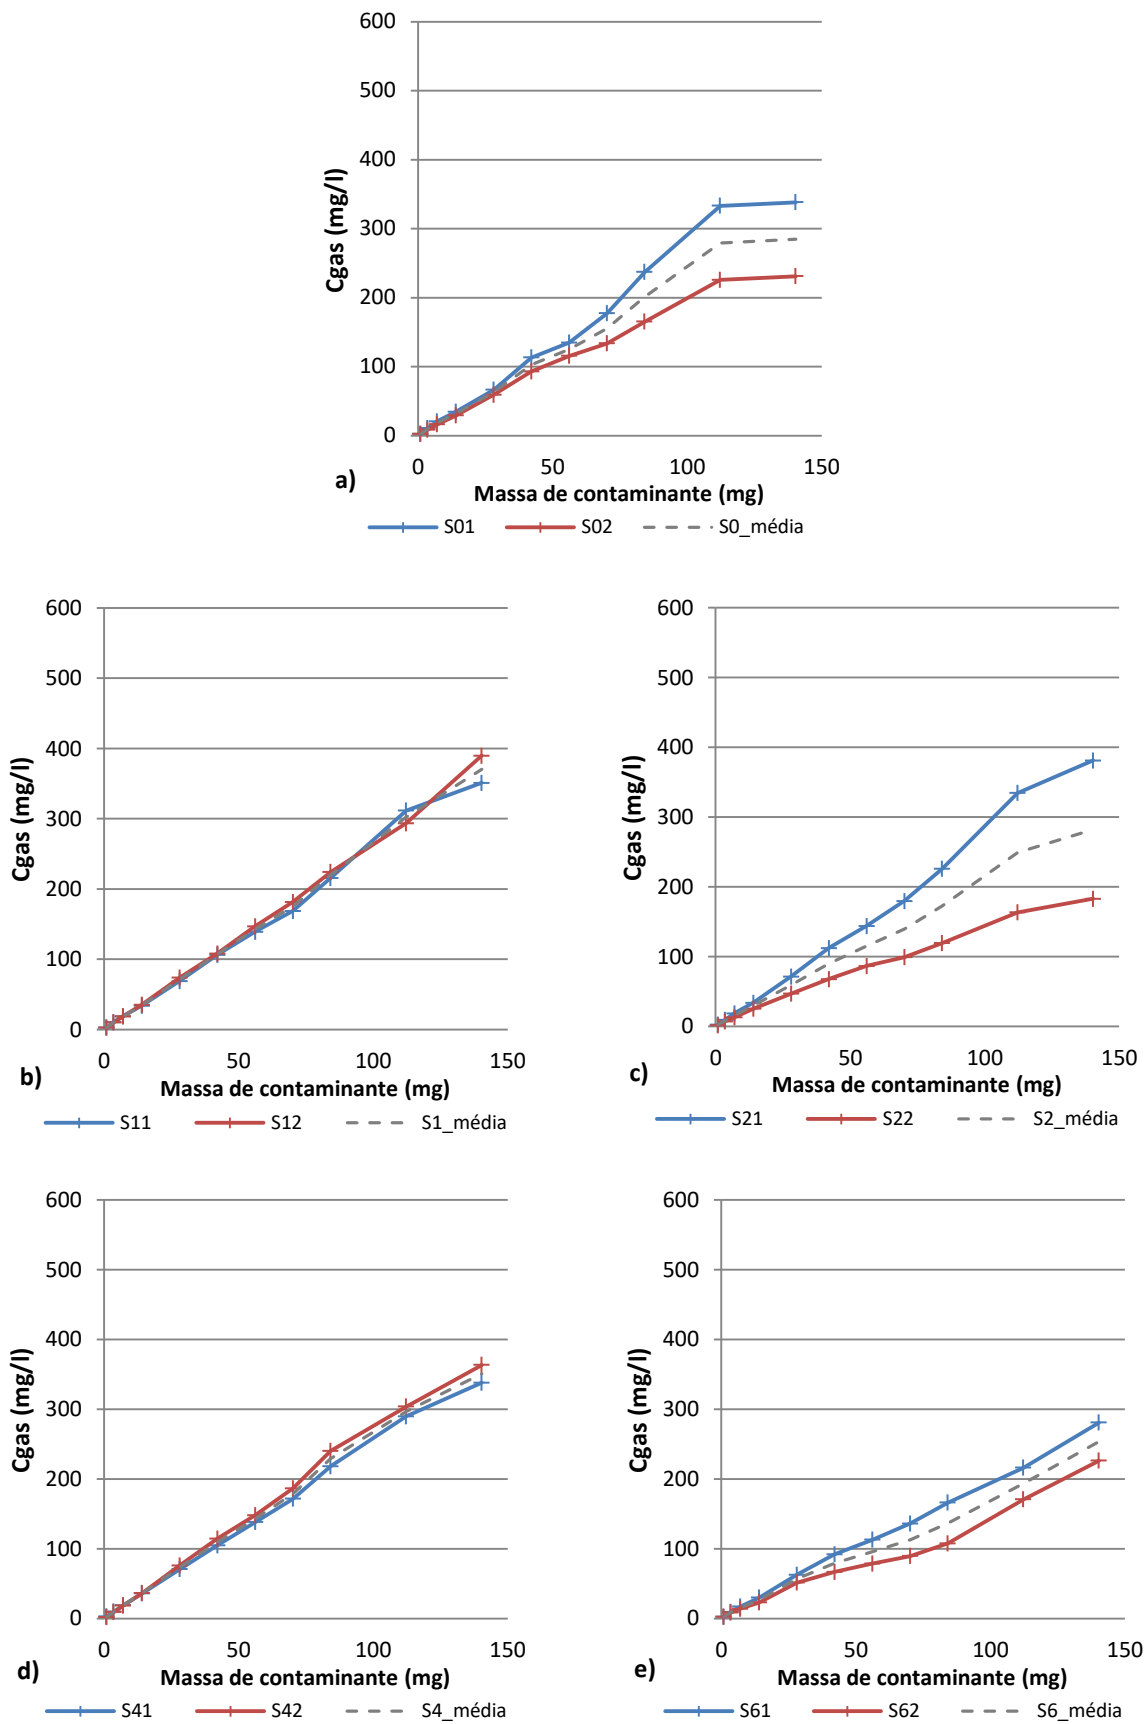 600
500
400
300
200
100
0
Cgas (mg/l)
0 50 100 150
a)
Massa de contaminante (mg)
S01 S02 S0_média
600
500
400
300
200
100
0
Cgas (mg/l)
0 50 100 150
b)
Massa de contaminante (mg)
S11 S12 S1_média
600
500
400
300
200
100
0
Cgas (mg/l)
0 50 100 150
c)
Massa de contaminante (mg)
S21 S22 S2_média
600
500
400
300
200
100
0
Cgas (mg/l)
0 50 100 150
d)
Massa de contaminante (mg)
S41 S42 S4_média
600
500
400
300
200
100
0
Cgas (mg/l)
0 50 100 150
e)
Massa de contaminante (mg)
S61 S62 S6_média